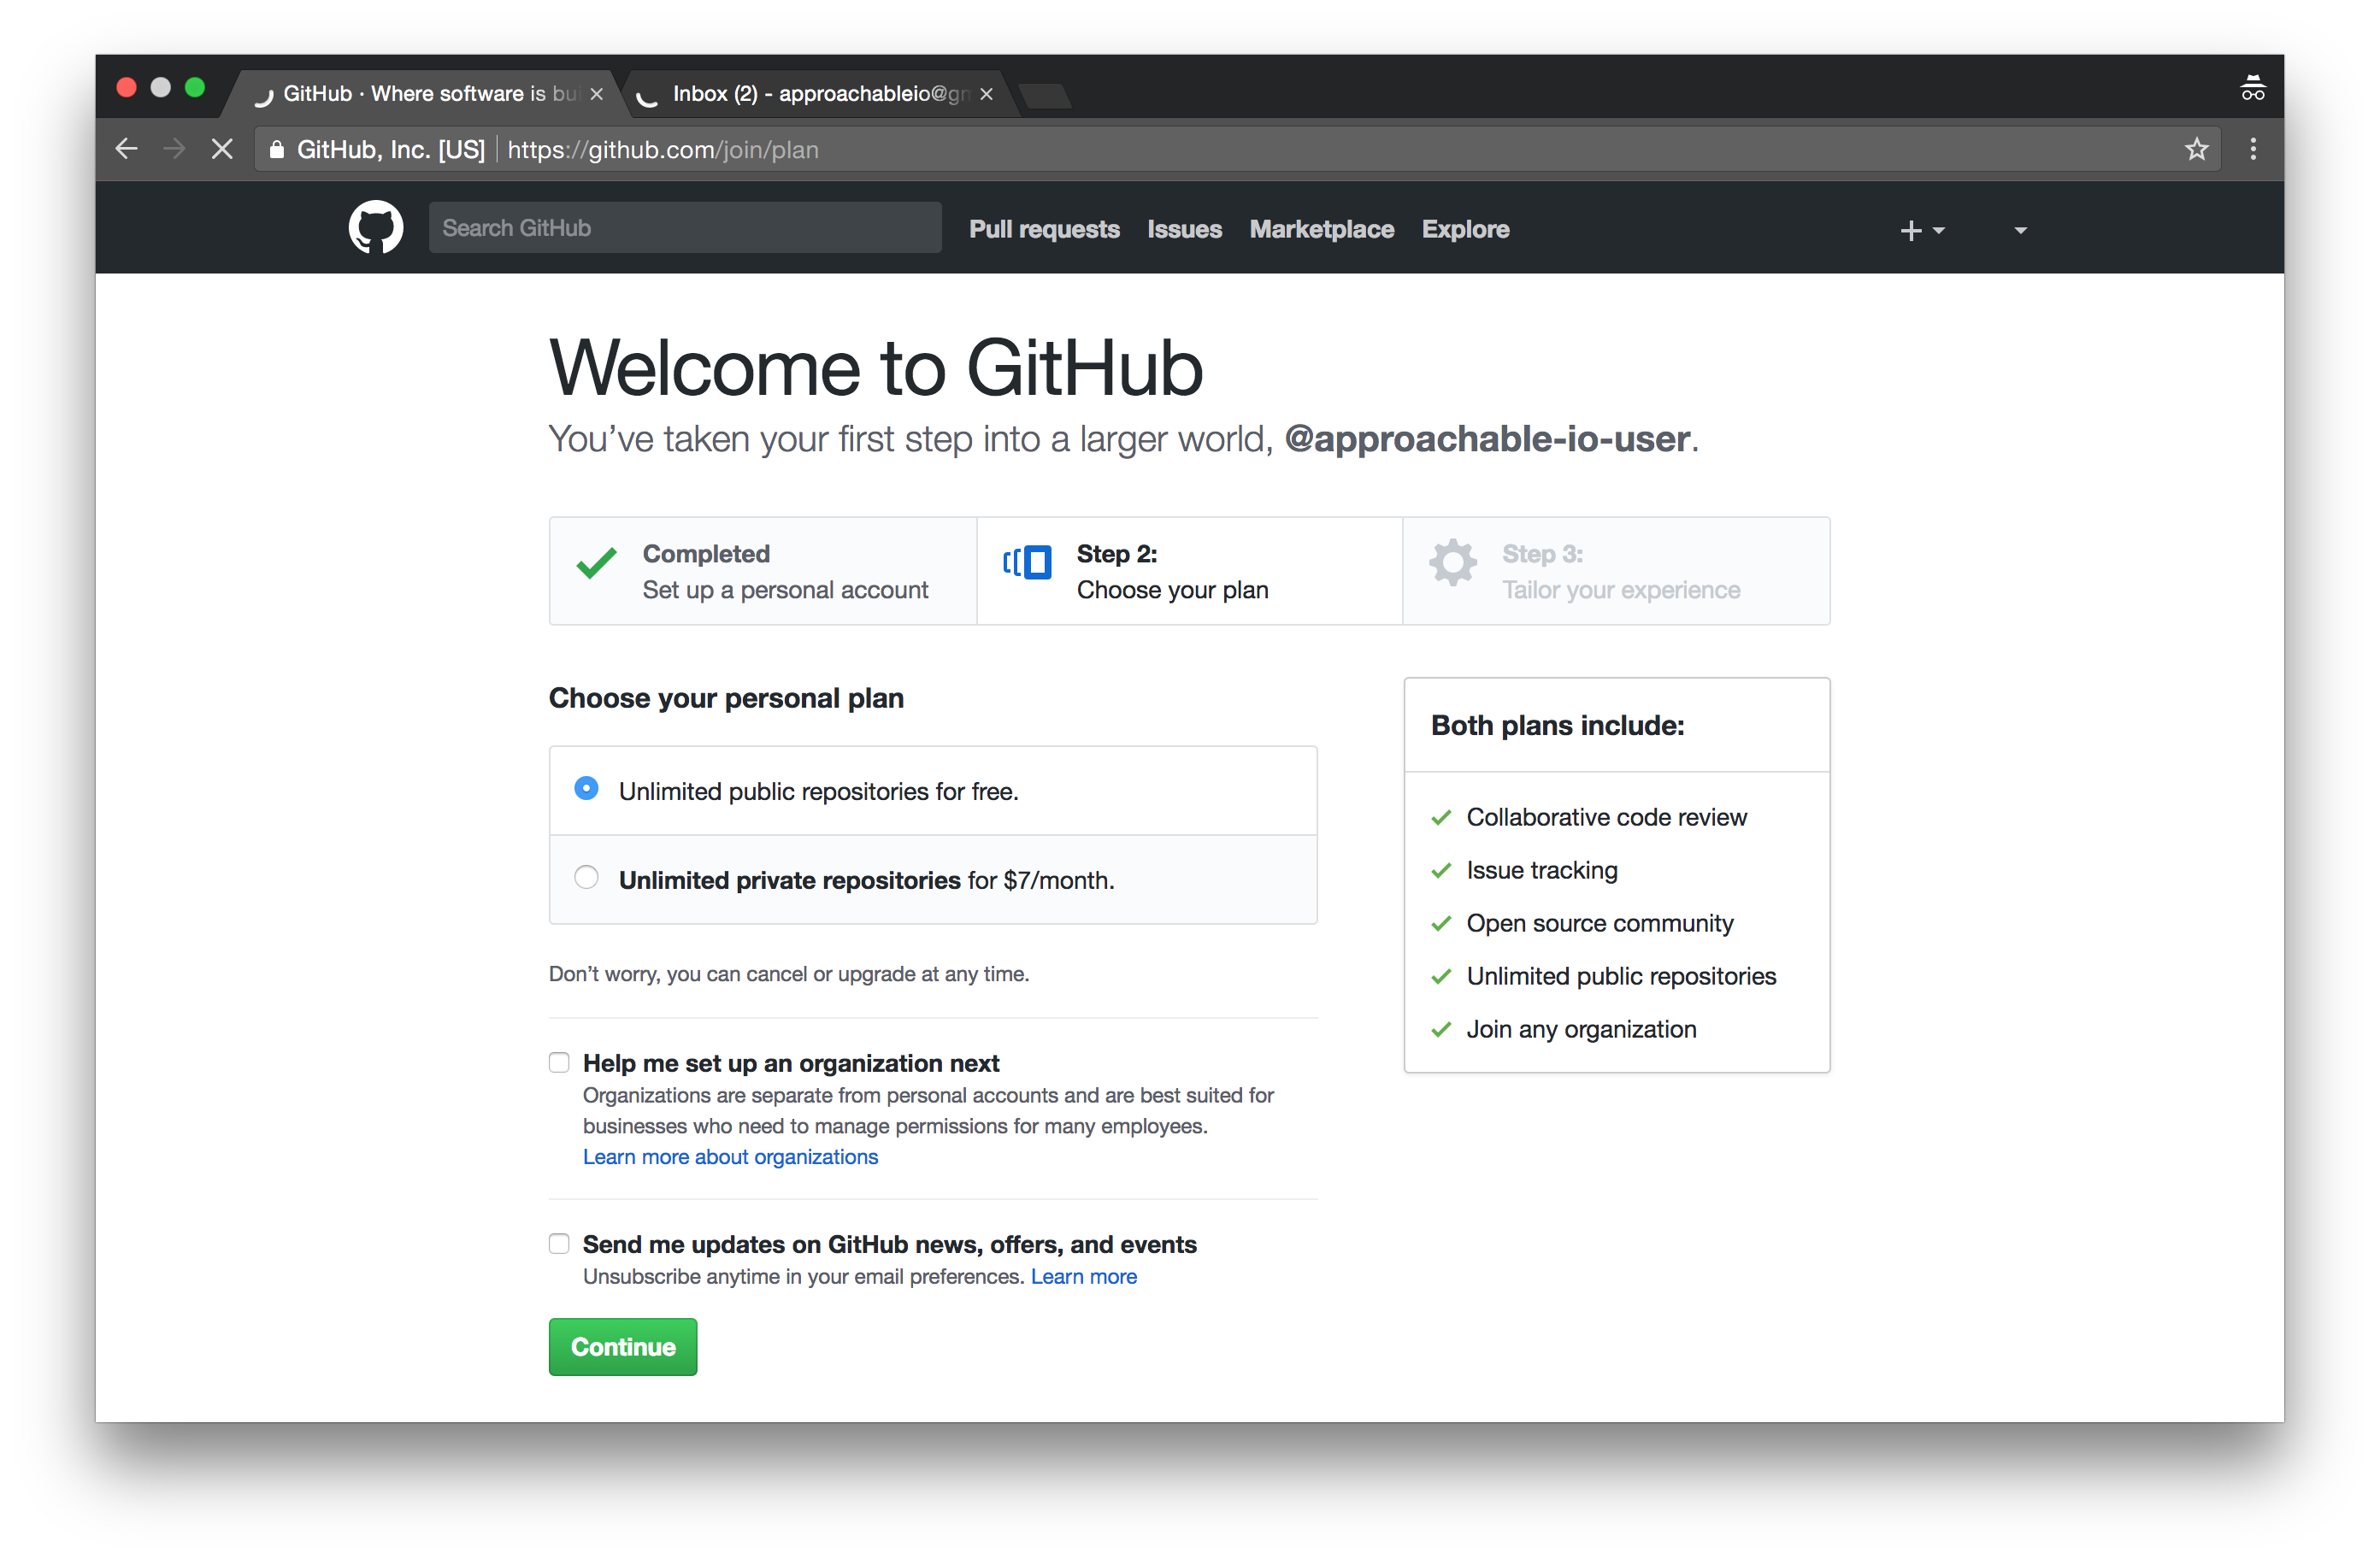 GitHub · Where software is bui
Inbox (2) - approachableio@gm
GitHub, Inc. [US] https://github.com/join/plan
Search GitHub
Pull requests Issues Marketplace Explore
Welcome to GitHub
You’ve taken your first step into a larger world, @approachable-io-user.
Completed
Set up a personal account
Step 2:
Choose your plan
Step 3:
Tailor your experience
Choose your personal plan
Unlimited public repositories for free.
Unlimited private repositories for $7/month.
Don’t worry, you can cancel or upgrade at any time.
Help me set up an organization next
Organizations are separate from personal accounts and are best suited for
businesses who need to manage permissions for many employees.
Learn more about organizations
Send me updates on GitHub news, offers, and events
Unsubscribe anytime in your email preferences. Learn more
Continue
Both plans include:
Collaborative code review
Issue tracking
Open source community
Unlimited public repositories
Join any organization